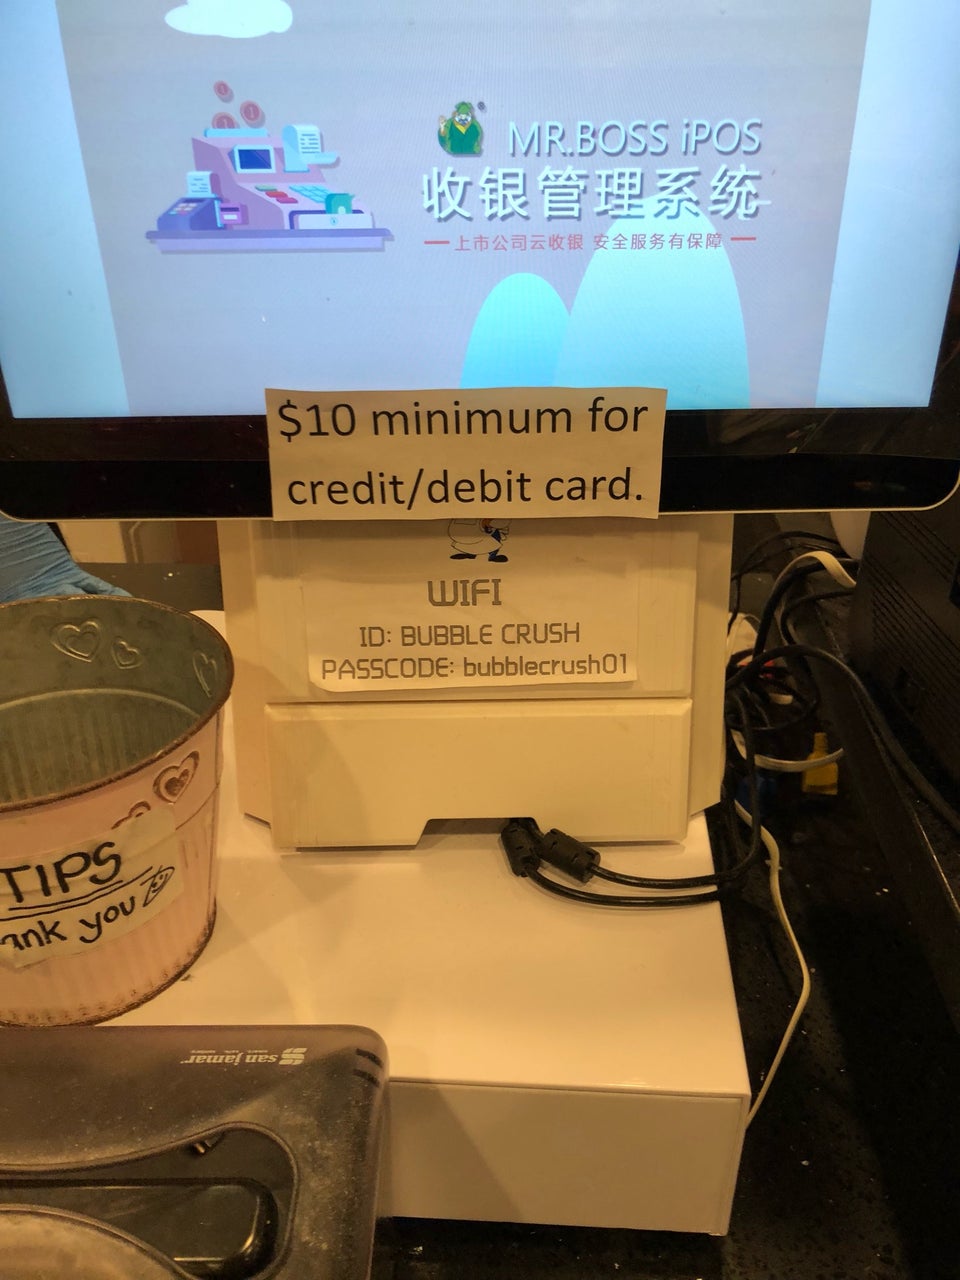 MR.BOSS iPOS
收银管理系统
上市公司云收银 安全服务有保障
$10 minimum for
credit/debit card.
WIFI
ID: BUBBLE CRUSH
PASSCODE: bubblecrush01
TIPS
ank you
san jamar